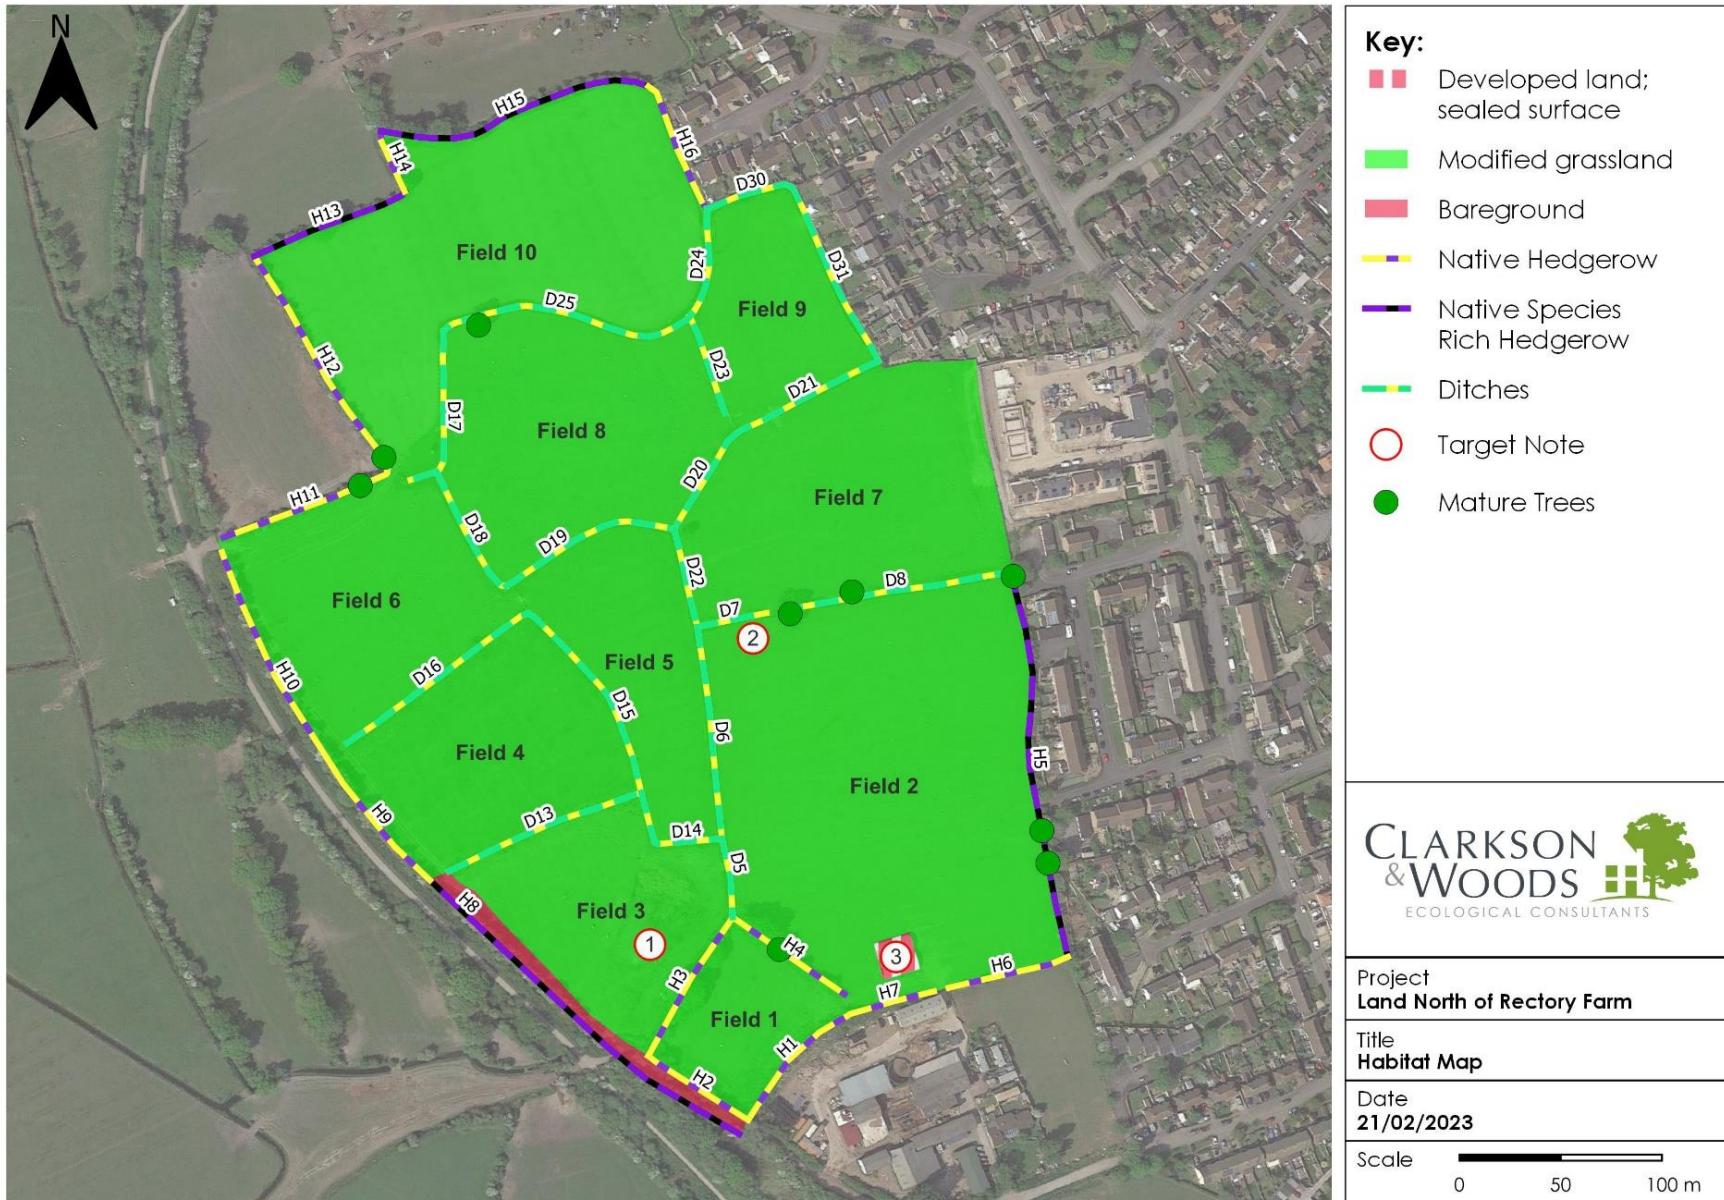 N
H15
H14
H16
H13
D30
D24
D31
Field 10
D25
Field 9
H12
D23
D21
D17
Field 8
D20
H11
Field 7
D18
D19
D22
D8
Field 6
D7
2
H10
D16
Field 5
D15
D6
Field 4
H5
Field 2
H9
D13
D14
D5
H8
Field 3
1
H4
3
H3
H6
H7
Field 1
H1
H2
Key:
Developed land;
sealed surface
Modified grassland
Bareground
Native Hedgerow
Native Species
Rich Hedgerow
Ditches
Target Note
Mature Trees
CLARKSON
& WOODS
ECOLOGICAL CONSULTANTS
Project
Land North of Rectory Farm
Title
Habitat Map
Date
21/02/2023
Scale
0 50 100 m